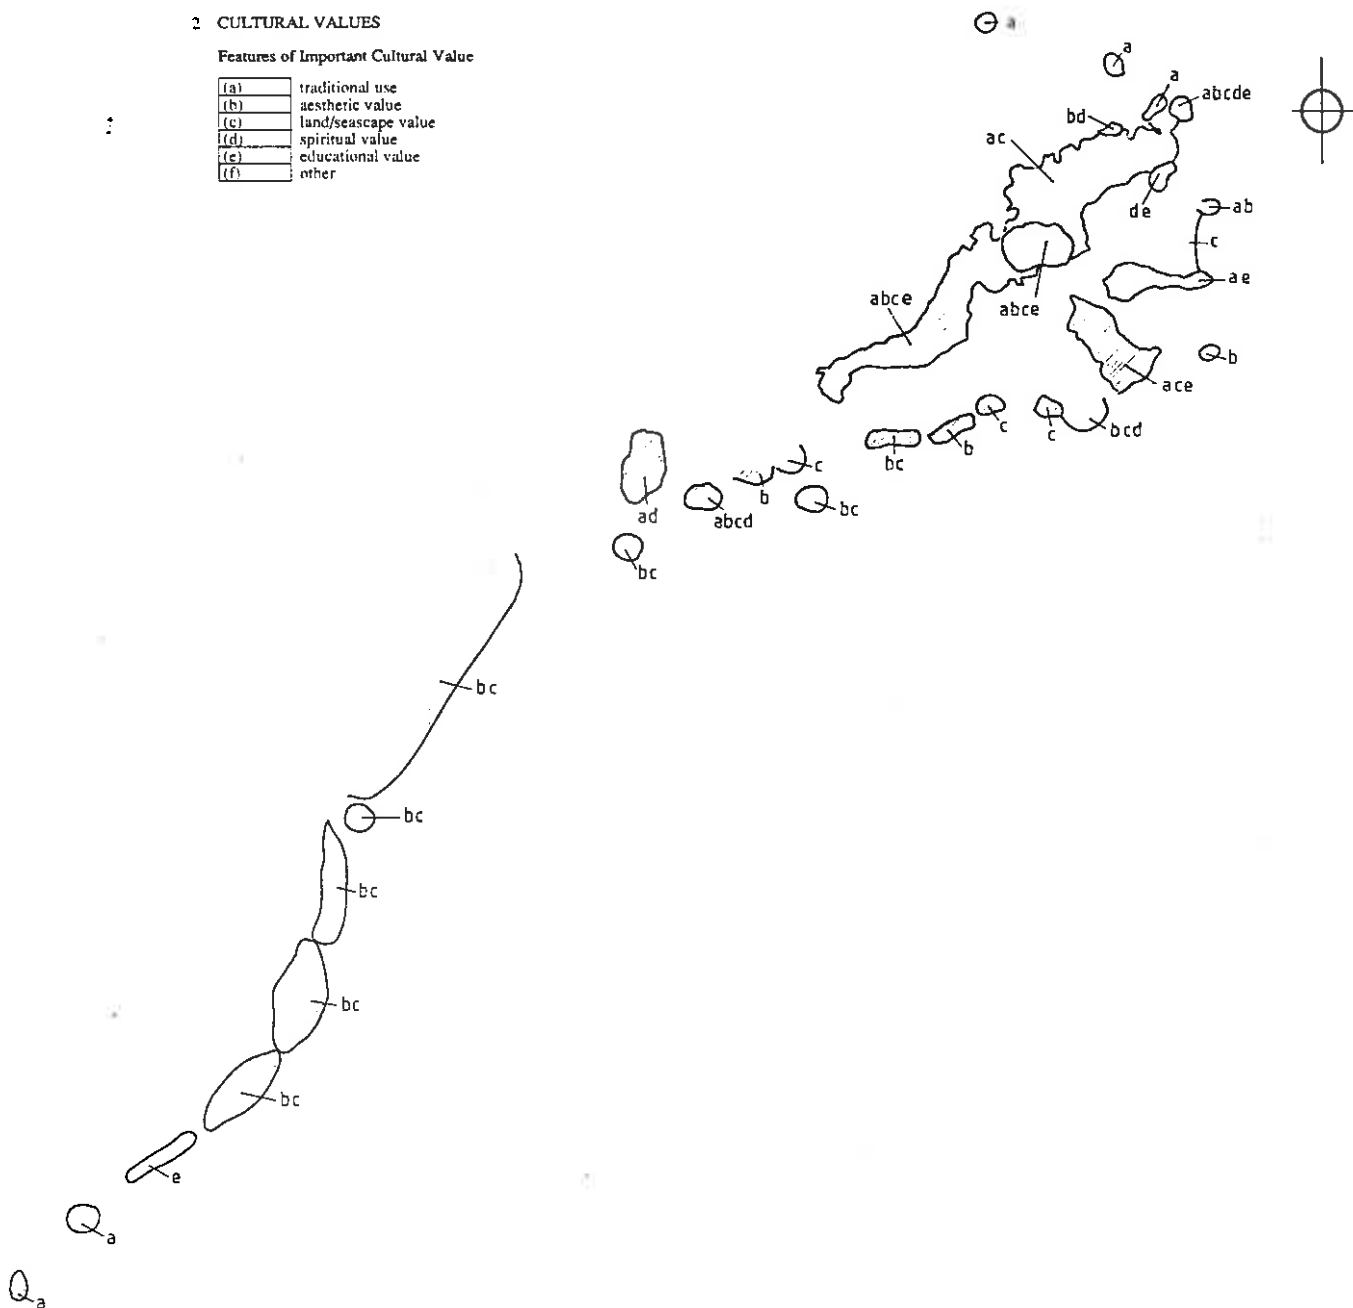 2 CULTURAL VALUES
Features of Important Cultural Value
(a) traditional use
(b) aesthetic value
(c) land/seascape value
(d) spiritual value
(e) educational value
(f) other
a
a
a
abcde
bd
ac
de
ab
c
ae
abce
abce
b
ace
c
c
bcd
bc
b
c
b
ad
abcd
bc
bc
bc
bc
bc
bc
bc
e
a
a